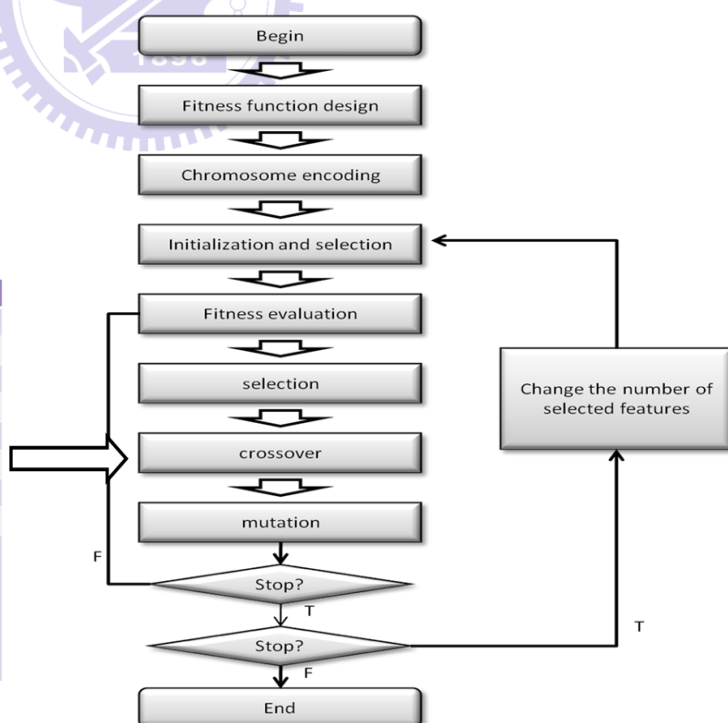 1896
Begin
Fitness function design
Chromosome encoding
Initialization and selection
Fitness evaluation
selection
Change the number of
selected features
crossover
mutation
F
Stop?
T
T
Stop?
F
End